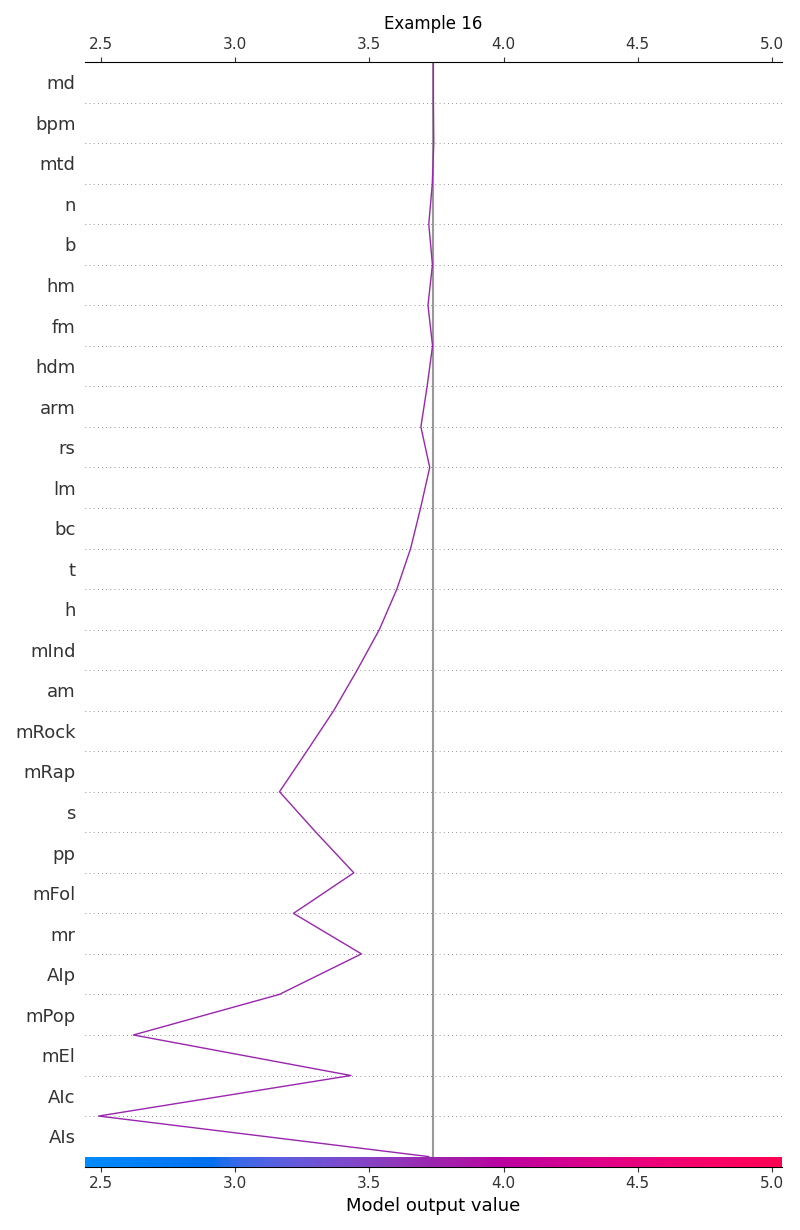 Example 16
2.5 3.0 3.5 4.0 4.5 5.0
md
bpm
mtd
n
b
hm
fm
hdm
arm
rs
lm
bc
t
h
mInd
am
mRock
mRap
s
pp
mFol
mr
AIp
mPop
mEl
AIc
AIs
2.5 3.0 3.5 4.0 4.5 5.0
Model output value